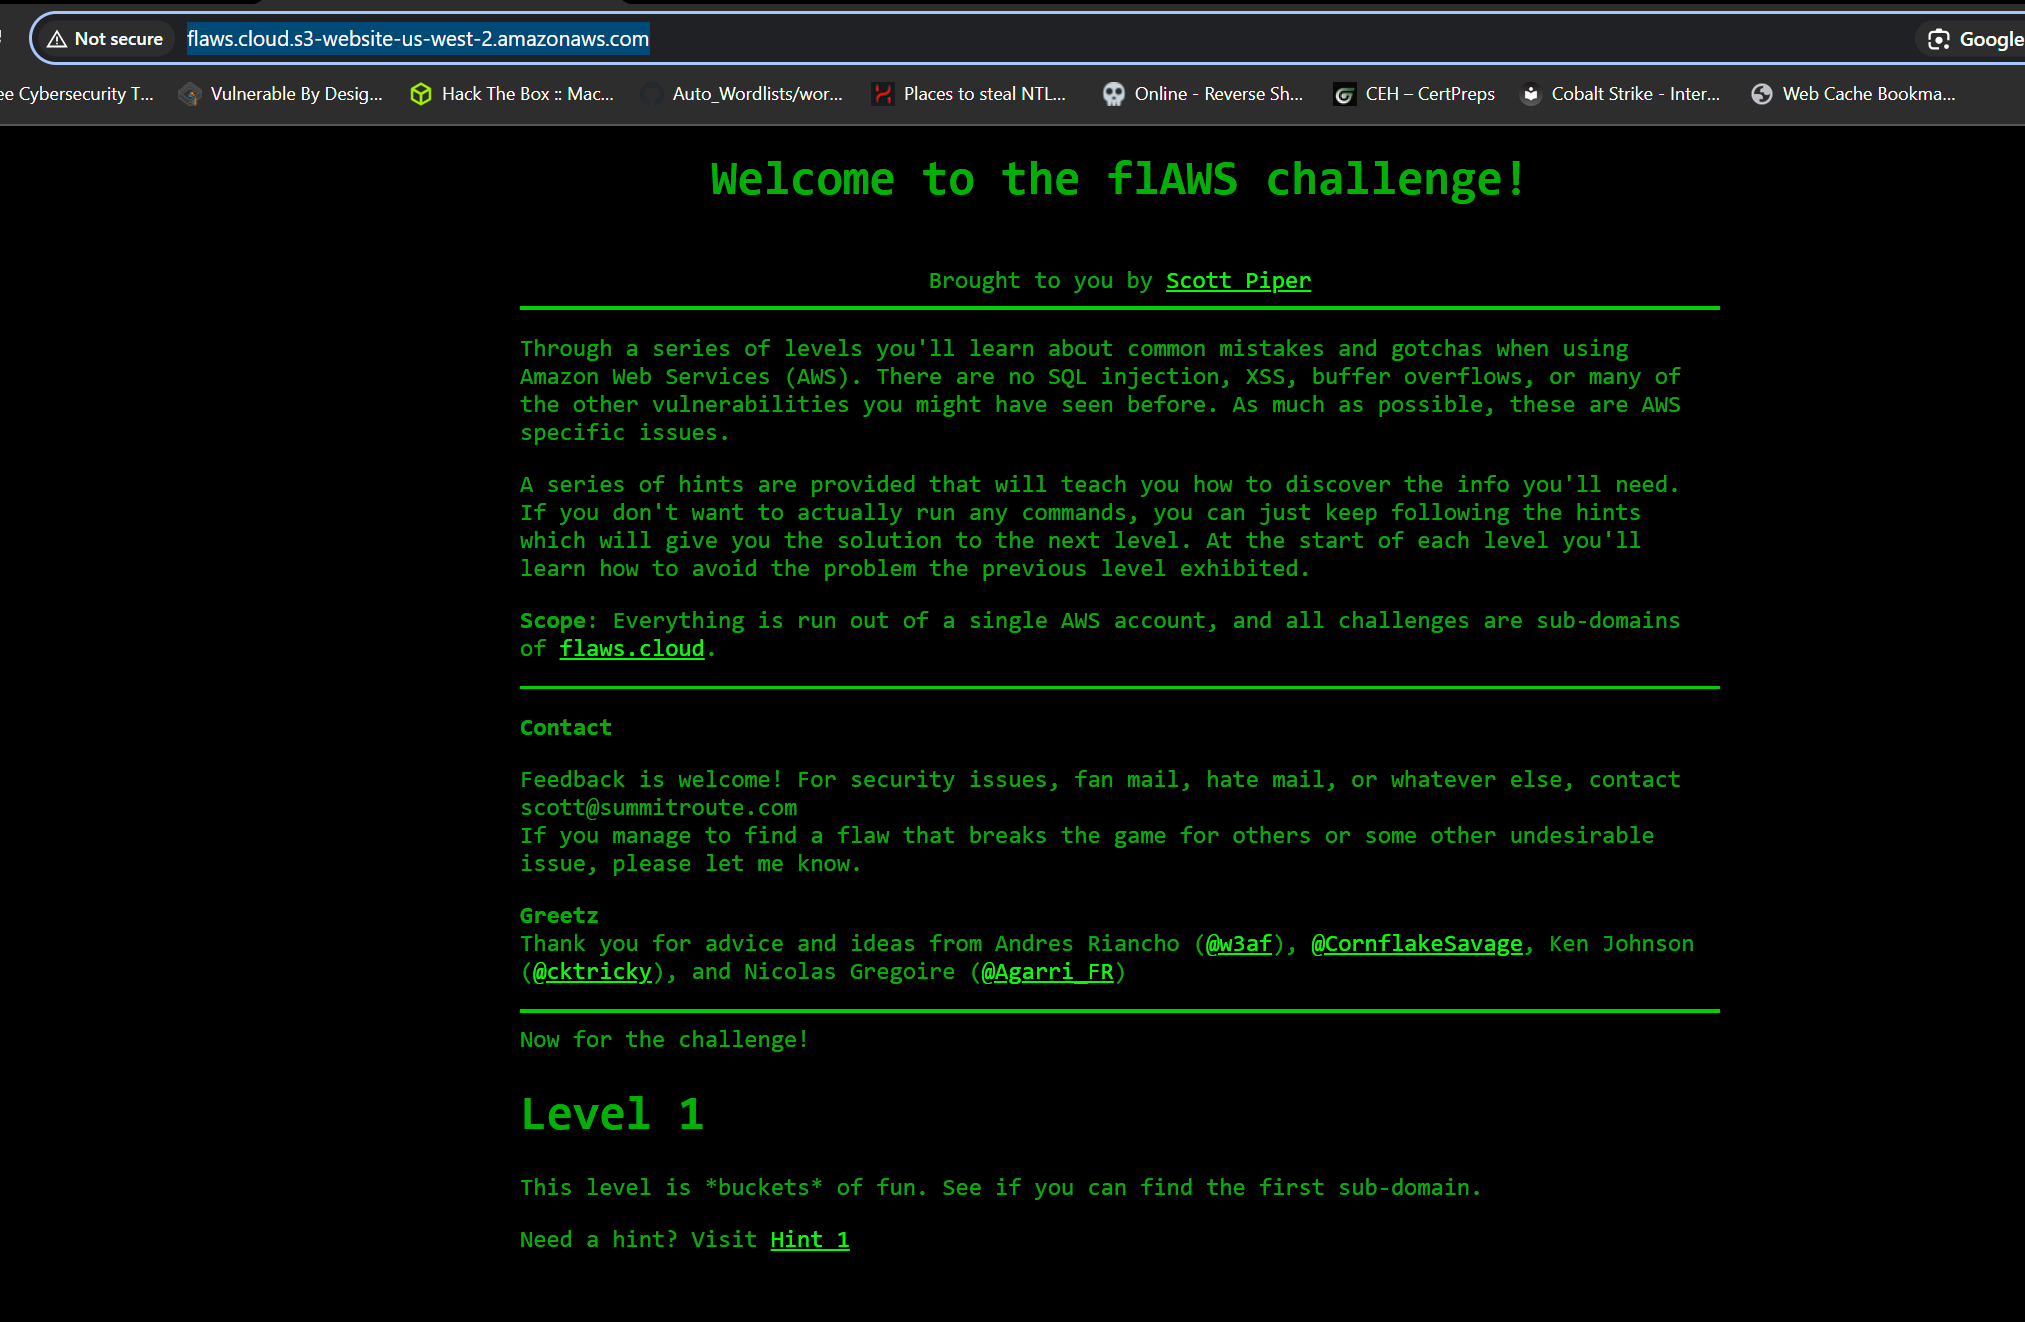 Not secure flaws.cloud.s3-website-us-west-2.amazonaws.com Google
ee Cybersecurity T... Vulnerable By Desig... Hack The Box :: Mac... Auto_Wordlists/wor... Places to steal NTL... Online - Reverse Sh... CEH – CertPreps Cobalt Strike - Inter... Web Cache Bookma...
Welcome to the flAWS challenge!
Brought to you by Scott Piper
Through a series of levels you'll learn about common mistakes and gotchas when using
Amazon Web Services (AWS). There are no SQL injection, XSS, buffer overflows, or many of
the other vulnerabilities you might have seen before. As much as possible, these are AWS
specific issues.
A series of hints are provided that will teach you how to discover the info you'll need.
If you don't want to actually run any commands, you can just keep following the hints
which will give you the solution to the next level. At the start of each level you'll
learn how to avoid the problem the previous level exhibited.
Scope: Everything is run out of a single AWS account, and all challenges are sub-domains
of flaws.cloud.
Contact
Feedback is welcome! For security issues, fan mail, hate mail, or whatever else, contact
scott@summitroute.com
If you manage to find a flaw that breaks the game for others or some other undesirable
issue, please let me know.
Greetz
Thank you for advice and ideas from Andres Riancho (@w3af), @CornflakeSavage, Ken Johnson
(@cktricky), and Nicolas Gregoire (@Agarri_FR)
Now for the challenge!
Level 1
This level is *buckets* of fun. See if you can find the first sub-domain.
Need a hint? Visit Hint 1